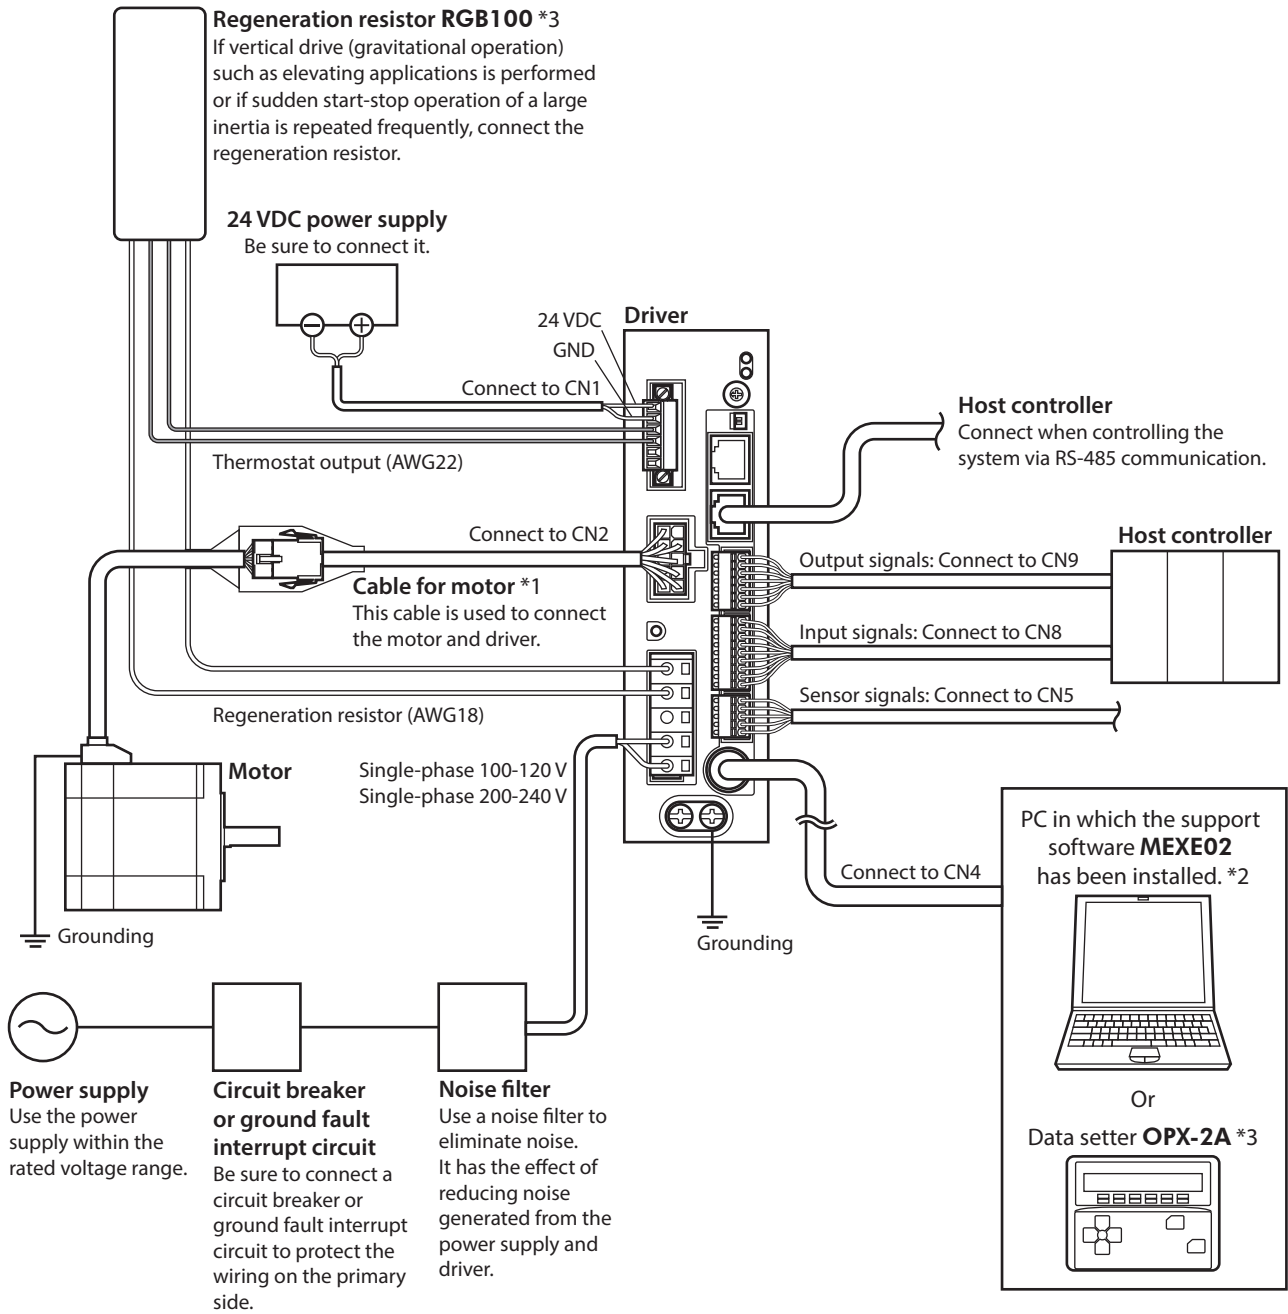 Regeneration resistor RGB100 *3
If vertical drive (gravitational operation)
such as elevating applications is performed
or if sudden start-stop operation of a large
inertia is repeated frequently, connect the
regeneration resistor.
24 VDC power supply
Be sure to connect it.
24 VDC
GND
Driver
Connect to CN1
Thermostat output (AWG22)
Host controller
Connect when controlling the
system via RS-485 communication.
Connect to CN2
Cable for motor *1
This cable is used to connect
the motor and driver.
Host controller
Output signals: Connect to CN9
Input signals: Connect to CN8
Sensor signals: Connect to CN5
Regeneration resistor (AWG18)
Motor
Single-phase 100-120 V
Single-phase 200-240 V
Grounding
Grounding
Connect to CN4
PC in which the support
software MEXE02
has been installed. *2
Or
Data setter OPX-2A *3
Power supply
Use the power
supply within the
rated voltage range.
Circuit breaker
or ground fault
interrupt circuit
Be sure to connect a
circuit breaker or
ground fault interrupt
circuit to protect the
wiring on the primary
side.
Noise filter
Use a noise filter to
eliminate noise.
It has the effect of
reducing noise
generated from the
power supply and
driver.